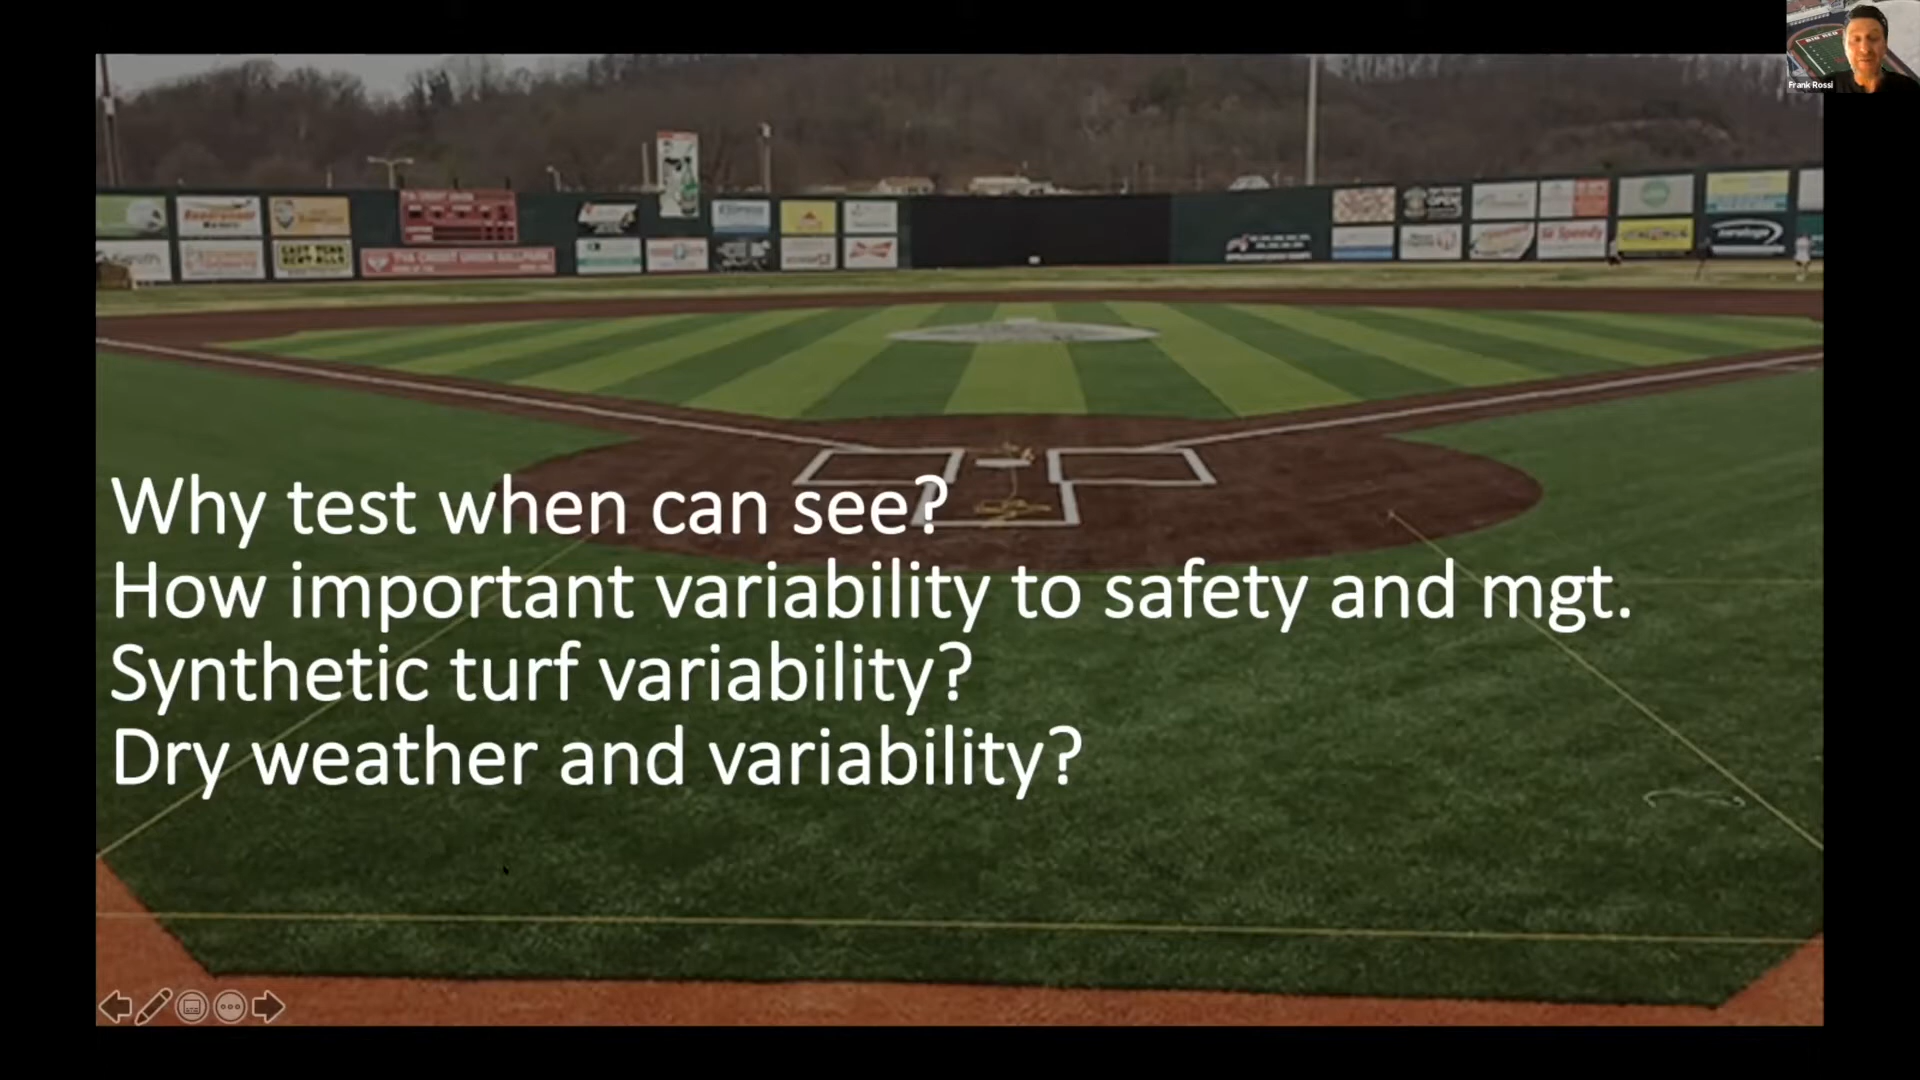 Frank Rossi
Why test when can see?
How important variability to safety and mgt.
Synthetic turf variability?
Dry weather and variability?